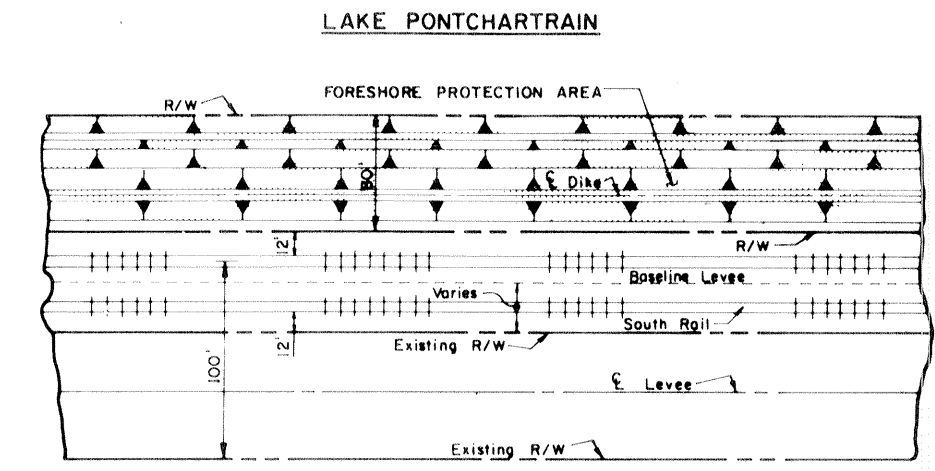 LAKE PONTCHARTRAIN
FORESHORE PROTECTION AREA
R/W
80'
℄ Dike
R/W
12'
Baseline Levee
Varies
South Rail
Existing R/W
12'
100'
℄ Levee
Existing R/W